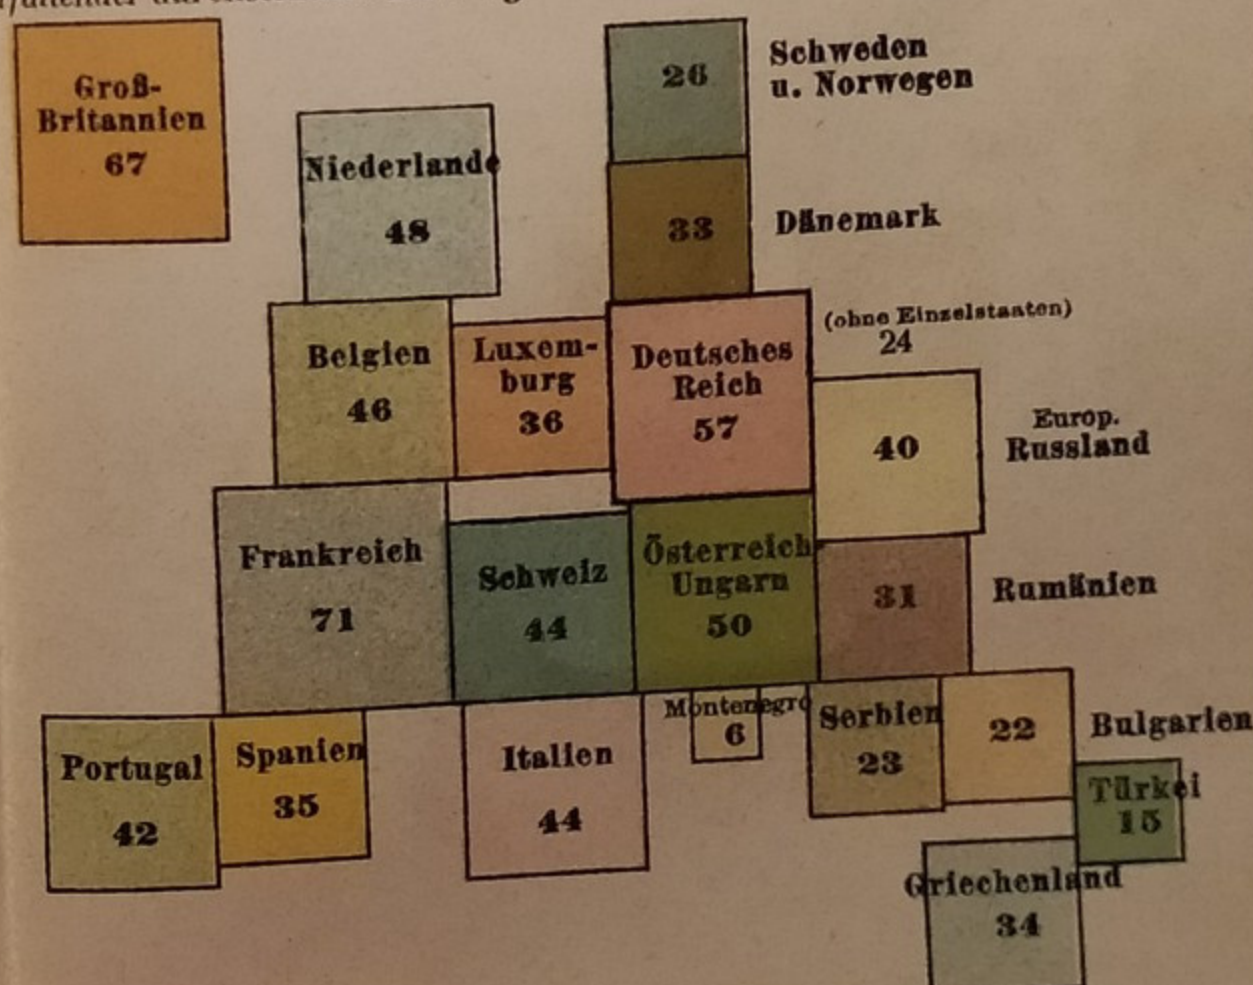 Groß-
Britannien
67
26
Schweden
u. Norwegen
Niederlande
48
33
Dänemark
Belgien
46
Luxem-
burg
36
Deutsches
Reich
57
(ohne Einzelstaaten)
24
40
Europ.
Russland
Frankreich
71
Schweiz
44
Österreich-
Ungarn
50
31
Rumänien
Portugal
42
Spanien
35
Italien
44
Montenegro
6
Serbien
23
22
Bulgarien
Türkei
15
Griechenland
34